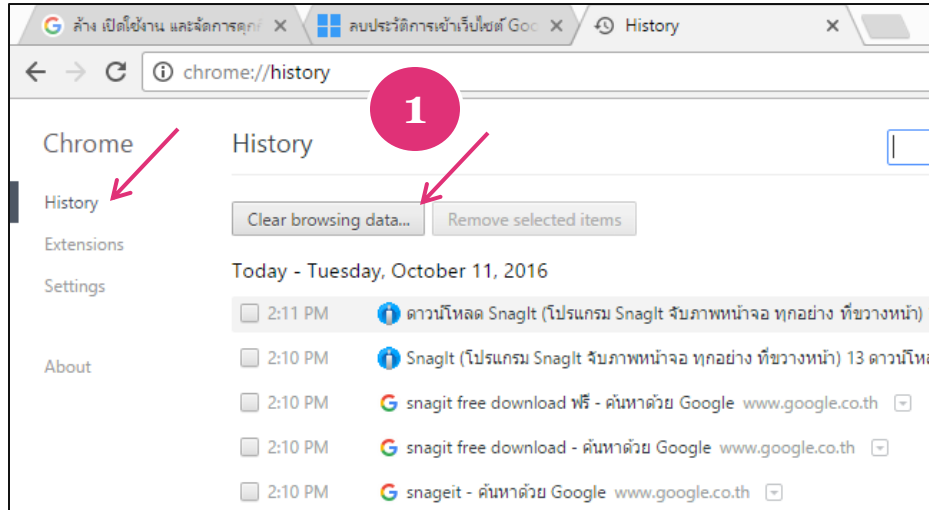 ล้าง เปิดใช้งาน และจัดการคุกกี้
ลบประวัติการเข้าเว็บไซต์ Goo
History
chrome://history
1
Chrome
History
History
Extensions
Settings
About
Clear browsing data...
Remove selected items
Today - Tuesday, October 11, 2016
2:11 PM ดาวน์โหลด SnagIt (โปรแกรม SnagIt จับภาพหน้าจอ ทุกอย่าง ที่ขวางหน้า)
2:10 PM SnagIt (โปรแกรม SnagIt จับภาพหน้าจอ ทุกอย่าง ที่ขวางหน้า) 13 ดาวน์โหล
2:10 PM snagit free download ฟรี - ค้นหาด้วย Google www.google.co.th
2:10 PM snagit free download - ค้นหาด้วย Google www.google.co.th
2:10 PM snageit - ค้นหาด้วย Google www.google.co.th